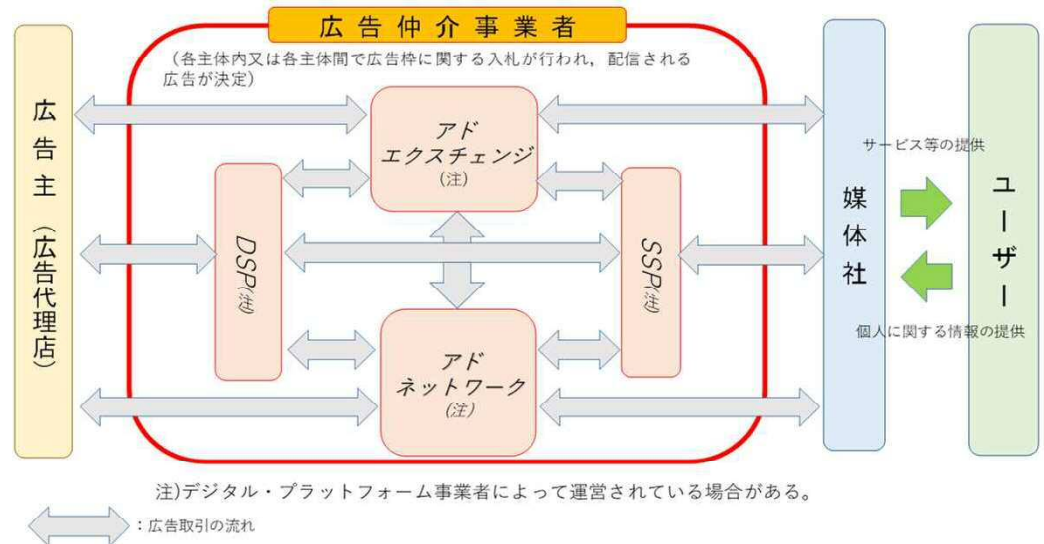 広告仲介事業者
(各主体内又は各主体間で広告枠に関する入札が行われ，配信される
広告が決定)
広告主（広告代理店）
アド
エクスチェンジ
(注)
DSP(注)
SSP(注)
アド
ネットワーク
(注)
媒体社
サービス等の提供
個人に関する情報の提供
ユーザー
注)デジタル・プラットフォーム事業者によって運営されている場合がある。
：広告取引の流れ